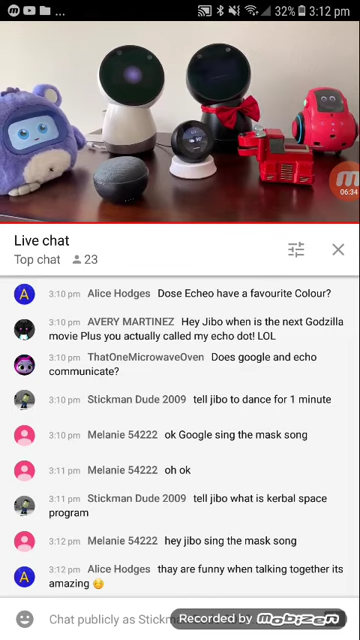 ... 32% 3:12 pm
06:34
Live chat
Top chat 23
3:10 pm Alice Hodges Dose Echeo have a favourite Colour?
3:10 pm AVERY MARTINEZ Hey Jibo when is the next Godzilla
movie Plus you actually called my echo dot! LOL
3:10 pm ThatOneMicrowaveOven Does google and echo
communicate?
3:10 pm Stickman Dude 2009 tell jibo to dance for 1 minute
3:10 pm Melanie 54222 ok Google sing the mask song
3:11 pm Melanie 54222 oh ok
3:11 pm Stickman Dude 2009 tell jibo what is kerbal space
program
3:12 pm Melanie 54222 hey jibo sing the mask song
3:12 pm Alice Hodges thay are funny when talking together its
amazing
Chat publicly as Stickm
Recorded by Mobizen